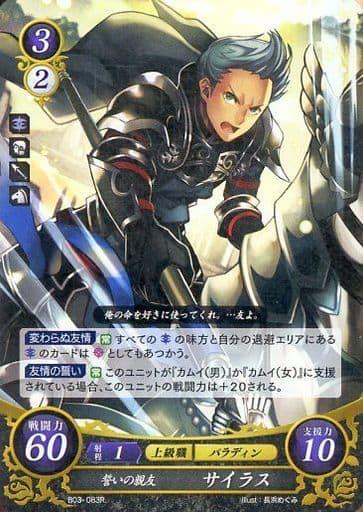 3
2
俺の命を好きに使ってくれ。…友よ。
変わらぬ友情 常 すべての の味方と自分の退避エリアにある
のカードは としてもあつかう。
友情の誓い 常 このユニットが『カムイ(男)』か『カムイ(女)』に支援
されている場合、このユニットの戦闘力は+20される。
戦闘力
60
射程 1
上級職
パラディン
支援力
10
誓いの親友
サイラス
B03-083R
Illust:長浜めぐみ